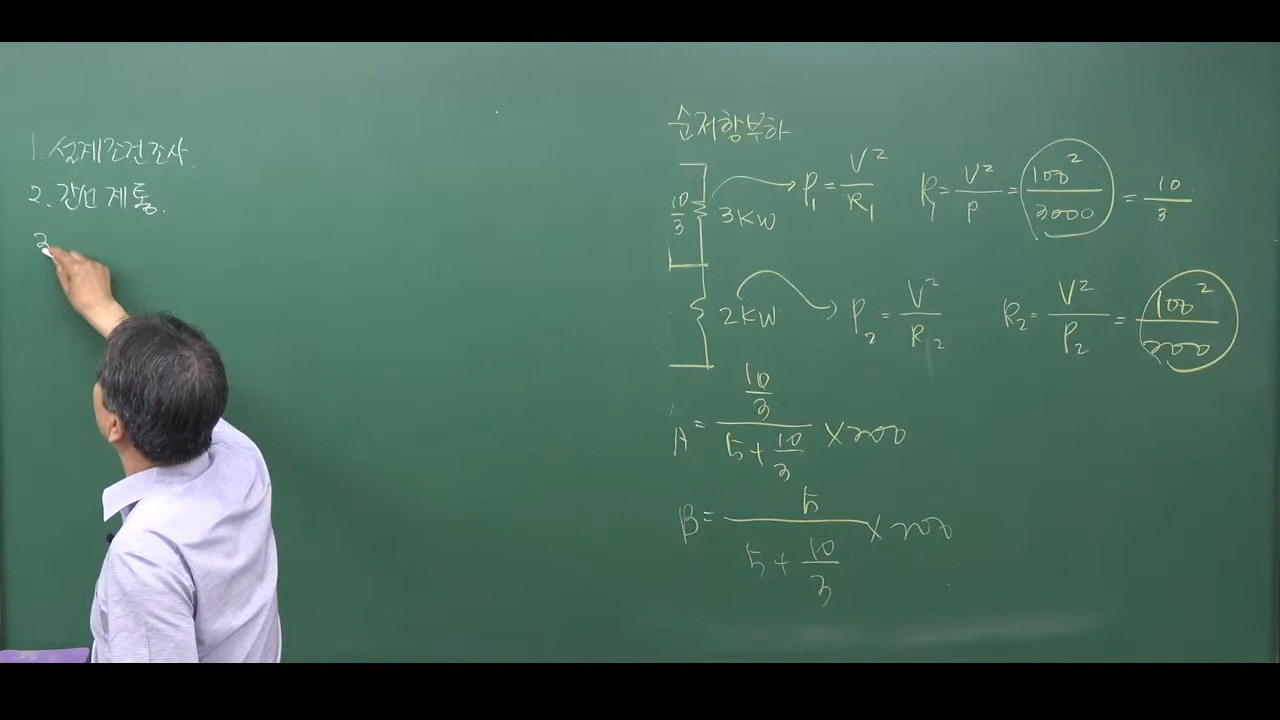 1. 설계조건조사.
2. 간선계통.
3
순저항부하
10/3
3KW
P₁ = V²/R₁
R₁ = V²/P = 100²/3000 = 10/3
2KW
P₂ = V²/R₂
R₂ = V²/P₂ = 100²/2000
A = (10/3)/(5+10/3) × 200
B = 5/(5+10/3) × 200